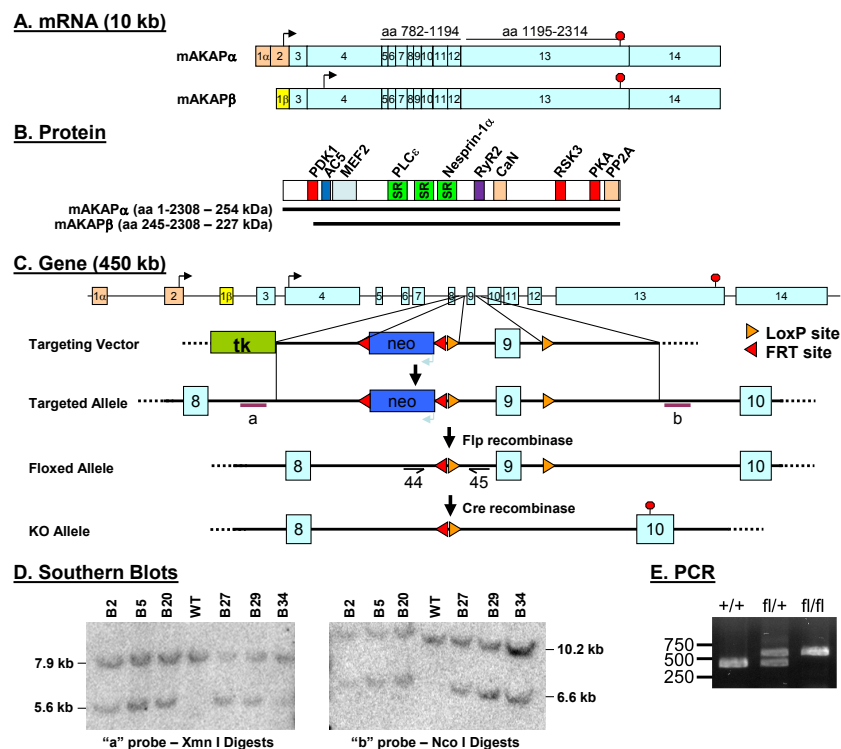 A. mRNA (10 kb)
aa 782-1194 aa 1195-2314
mAKAPα 1α 2 3 4 5 6 7 8 9 10 11 12 13 14
mAKAPβ 1β 3 4 5 6 7 8 9 10 11 12 13 14
B. Protein
PDK1 AC5 MEF2 PLCε Nesprin-1α RyR2 CaN RSK3 PKA PP2A
SR SR SR
mAKAPα (aa 1-2308 – 254 kDa)
mAKAPβ (aa 245-2308 – 227 kDa)
C. Gene (450 kb)
1α 2 1β 3 4 5 6 7 8 9 10 11 12 13 14
Targeting Vector tk neo 9
LoxP site
FRT site
Targeted Allele 8 neo 9 10
a b
Flp recombinase
Floxed Allele 8 9 10
44 45
Cre recombinase
KO Allele 8 10
D. Southern Blots
B2 B5 B20 WT B27 B29 B34
7.9 kb
5.6 kb
"a" probe – Xmn I Digests
B2 B5 B20 WT B27 B29 B34
10.2 kb
6.6 kb
"b" probe – Nco I Digests
E. PCR
+/+ fl/+ fl/fl
750
500
250